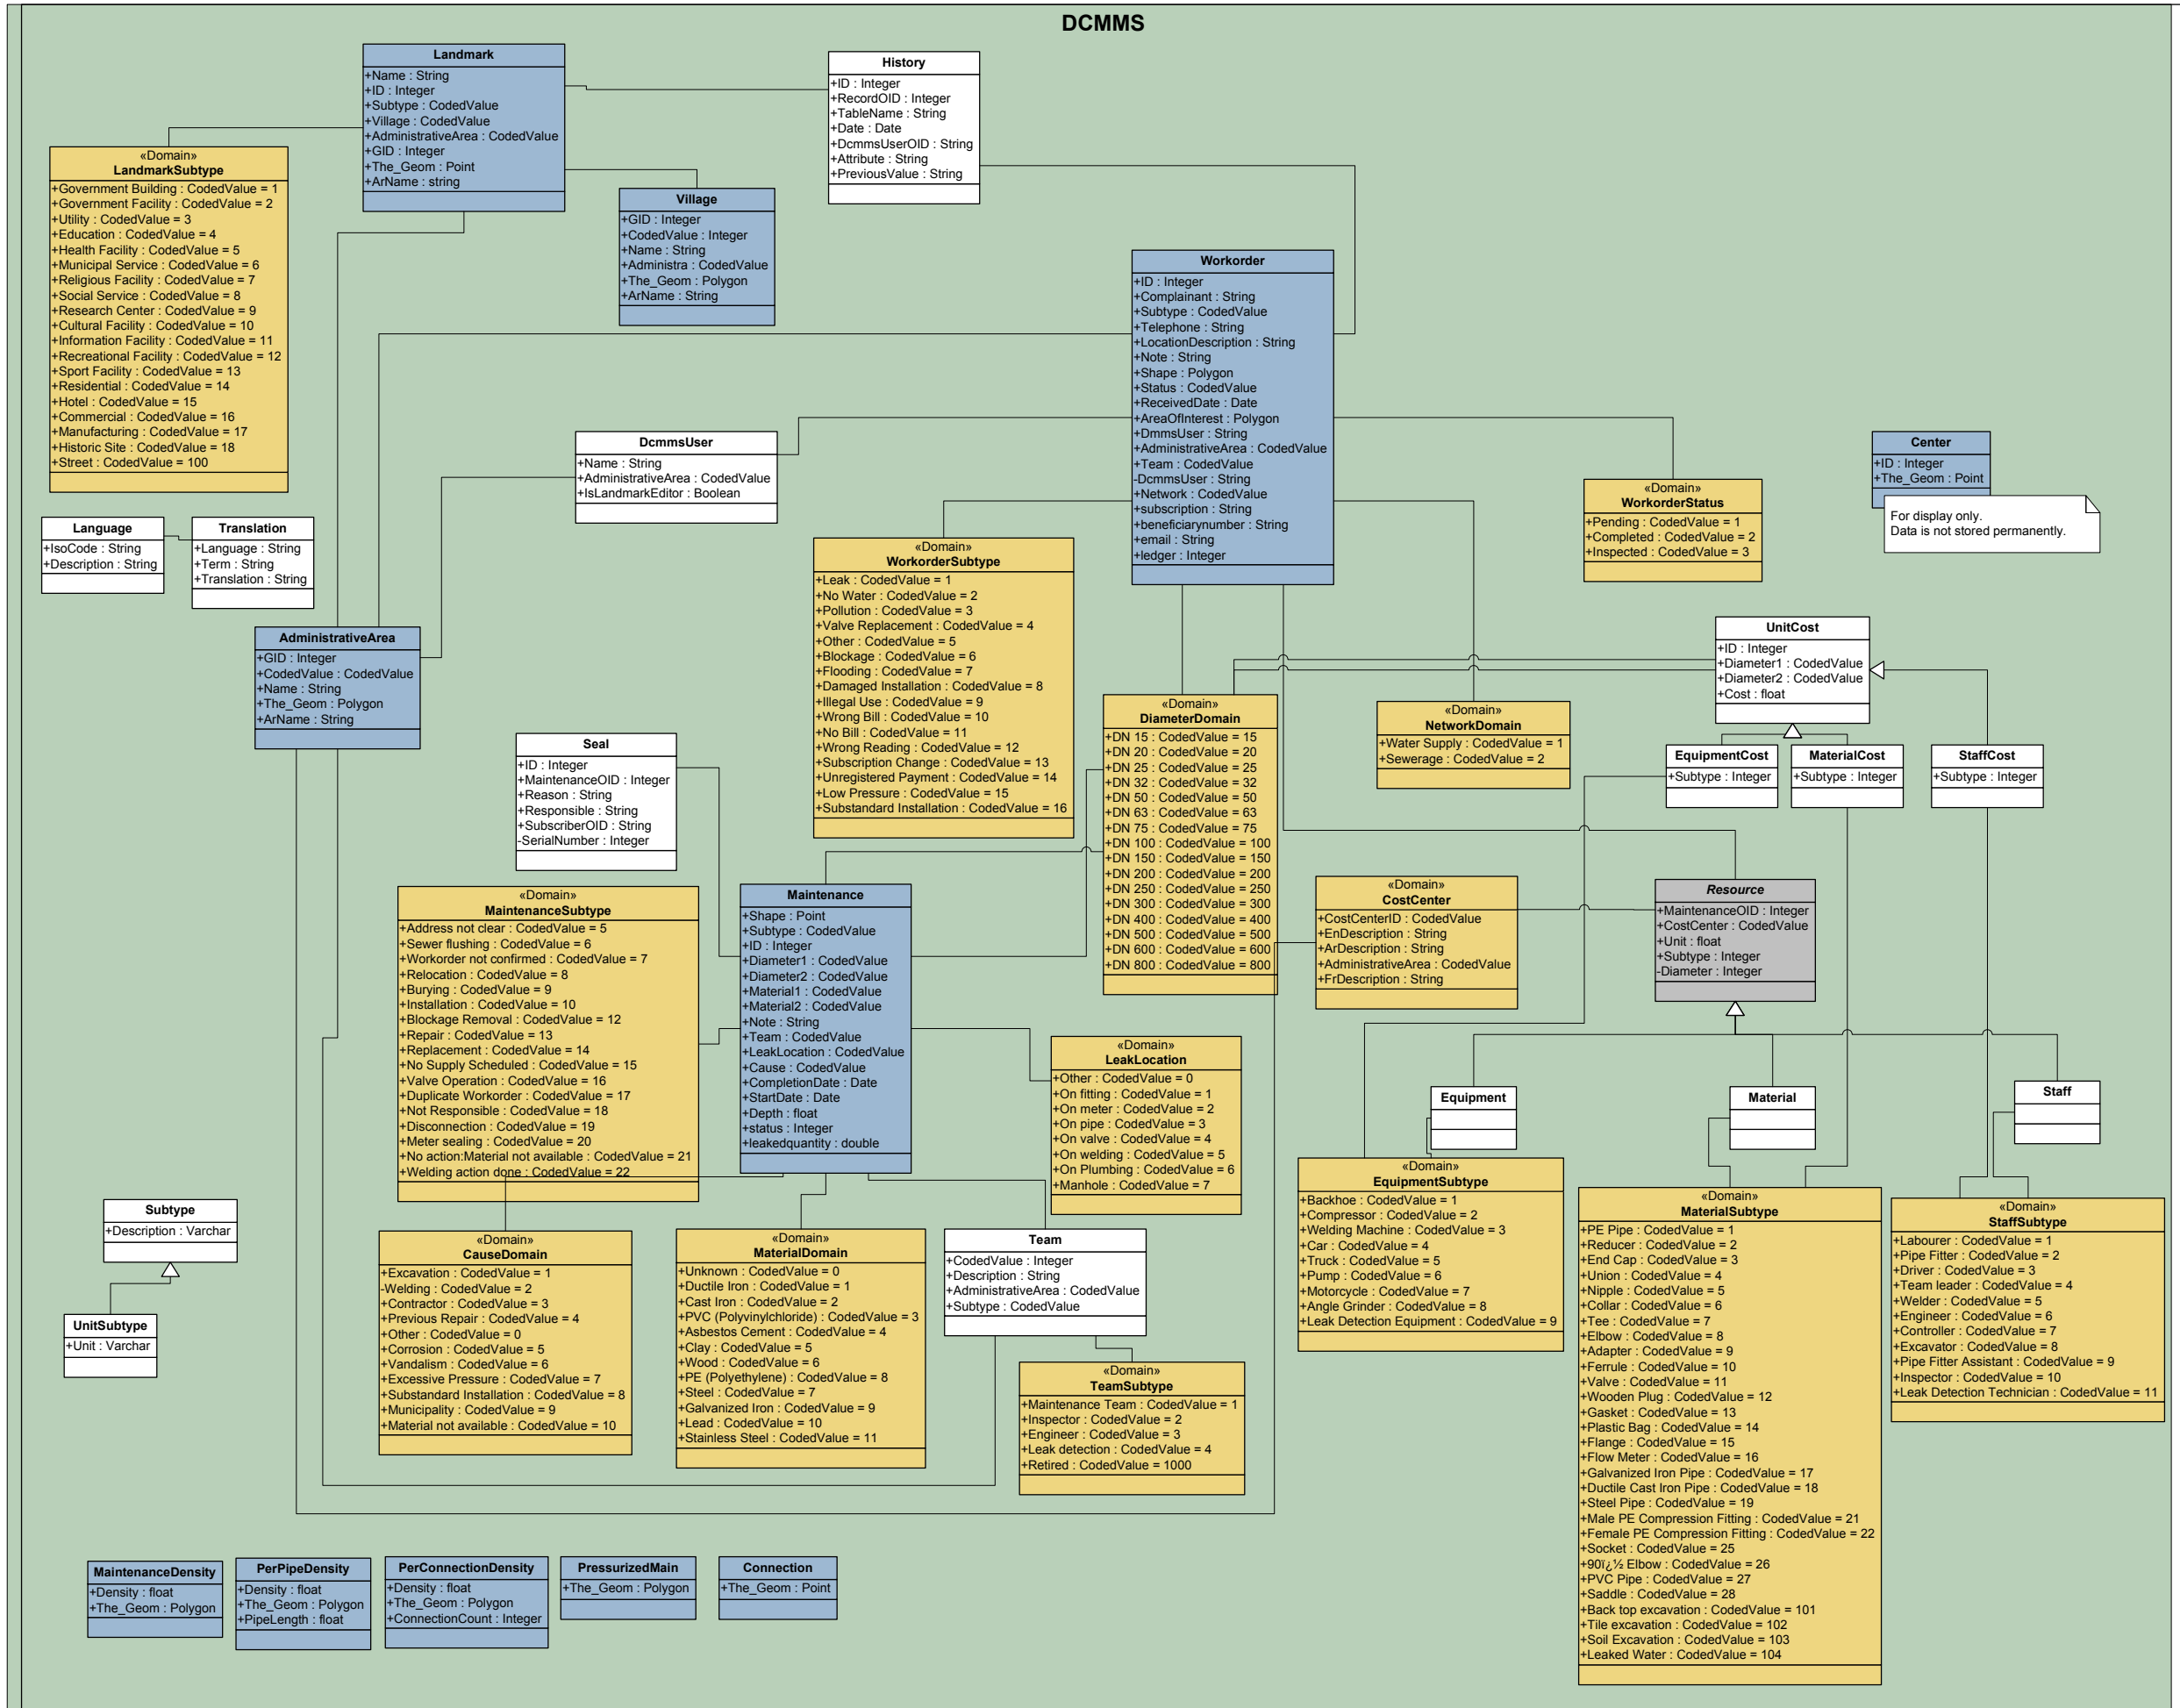 DCMMS
Landmark
+Name : String
+ID : Integer
+Subtype : CodedValue
+Village : CodedValue
+AdministrativeArea : CodedValue
+GID : Integer
+The_Geom : Point
+ArName : string
History
+ID : Integer
+RecordOID : Integer
+TableName : String
+Date : Date
+DcmmsUserOID : String
+Attribute : String
+PreviousValue : String
«Domain»
LandmarkSubtype
+Government Building : CodedValue = 1
+Government Facility : CodedValue = 2
+Utility : CodedValue = 3
+Education : CodedValue = 4
+Health Facility : CodedValue = 5
+Municipal Service : CodedValue = 6
+Religious Facility : CodedValue = 7
+Social Service : CodedValue = 8
+Research Center : CodedValue = 9
+Cultural Facility : CodedValue = 10
+Information Facility : CodedValue = 11
+Recreational Facility : CodedValue = 12
+Sport Facility : CodedValue = 13
+Residential : CodedValue = 14
+Hotel : CodedValue = 15
+Commercial : CodedValue = 16
+Manufacturing : CodedValue = 17
+Historic Site : CodedValue = 18
+Street : CodedValue = 100
Village
+GID : Integer
+CodedValue : Integer
+Name : String
+Administra : CodedValue
+The_Geom : Polygon
+ArName : String
Workorder
+ID : Integer
+Complainant : String
+Subtype : CodedValue
+Telephone : String
+LocationDescription : String
+Note : String
+Shape : Polygon
+Status : CodedValue
+ReceivedDate : Date
+AreaOfInterest : Polygon
+DmmsUser : String
+AdministrativeArea : CodedValue
+Team : CodedValue
-DcmmsUser : String
+Network : CodedValue
+subscription : String
+beneficiarynumber : String
+email : String
+ledger : Integer
DcmmsUser
+Name : String
+AdministrativeArea : CodedValue
+IsLandmarkEditor : Boolean
Center
+ID : Integer
+The_Geom : Point
For display only.
Data is not stored permanently.
«Domain»
WorkorderStatus
+Pending : CodedValue = 1
+Completed : CodedValue = 2
+Inspected : CodedValue = 3
Language
+IsoCode : String
+Description : String
Translation
+Language : String
+Term : String
+Translation : String
«Domain»
WorkorderSubtype
+Leak : CodedValue = 1
+No Water : CodedValue = 2
+Pollution : CodedValue = 3
+Valve Replacement : CodedValue = 4
+Other : CodedValue = 5
+Blockage : CodedValue = 6
+Flooding : CodedValue = 7
+Damaged Installation : CodedValue = 8
+Illegal Use : CodedValue = 9
+Wrong Bill : CodedValue = 10
+No Bill : CodedValue = 11
+Wrong Reading : CodedValue = 12
+Subscription Change : CodedValue = 13
+Unregistered Payment : CodedValue = 14
+Low Pressure : CodedValue = 15
+Substandard Installation : CodedValue = 16
AdministrativeArea
+GID : Integer
+CodedValue : CodedValue
+Name : String
+The_Geom : Polygon
+ArName : String
UnitCost
+ID : Integer
+Diameter1 : CodedValue
+Diameter2 : CodedValue
+Cost : float
«Domain»
DiameterDomain
+DN 15 : CodedValue = 15
+DN 20 : CodedValue = 20
+DN 25 : CodedValue = 25
+DN 32 : CodedValue = 32
+DN 50 : CodedValue = 50
+DN 63 : CodedValue = 63
+DN 75 : CodedValue = 75
+DN 100 : CodedValue = 100
+DN 150 : CodedValue = 150
+DN 200 : CodedValue = 200
+DN 250 : CodedValue = 250
+DN 300 : CodedValue = 300
+DN 400 : CodedValue = 400
+DN 500 : CodedValue = 500
+DN 600 : CodedValue = 600
+DN 800 : CodedValue = 800
«Domain»
NetworkDomain
+Water Supply : CodedValue = 1
+Sewerage : CodedValue = 2
EquipmentCost
+Subtype : Integer
MaterialCost
+Subtype : Integer
StaffCost
+Subtype : Integer
Seal
+ID : Integer
+MaintenanceOID : Integer
+Reason : String
+Responsible : String
+SubscriberOID : String
-SerialNumber : Integer
«Domain»
MaintenanceSubtype
+Address not clear : CodedValue = 5
+Sewer flushing : CodedValue = 6
+Workorder not confirmed : CodedValue = 7
+Relocation : CodedValue = 8
+Burying : CodedValue = 9
+Installation : CodedValue = 10
+Blockage Removal : CodedValue = 12
+Repair : CodedValue = 13
+Replacement : CodedValue = 14
+No Supply Scheduled : CodedValue = 15
+Valve Operation : CodedValue = 16
+Duplicate Workorder : CodedValue = 17
+Not Responsible : CodedValue = 18
+Disconnection : CodedValue = 19
+Meter sealing : CodedValue = 20
+No action:Material not available : CodedValue = 21
+Welding action done : CodedValue = 22
Maintenance
+Shape : Point
+Subtype : CodedValue
+ID : Integer
+Diameter1 : CodedValue
+Diameter2 : CodedValue
+Material1 : CodedValue
+Material2 : CodedValue
+Note : String
+Team : CodedValue
+LeakLocation : CodedValue
+Cause : CodedValue
+CompletionDate : Date
+StartDate : Date
+Depth : float
+status : Integer
+leakedquantity : double
«Domain»
CostCenter
+CostCenterID : CodedValue
+EnDescription : String
+ArDescription : String
+AdministrativeArea : CodedValue
+FrDescription : String
Resource
+MaintenanceOID : Integer
+CostCenter : CodedValue
+Unit : float
+Subtype : Integer
-Diameter : Integer
«Domain»
LeakLocation
+Other : CodedValue = 0
+On fitting : CodedValue = 1
+On meter : CodedValue = 2
+On pipe : CodedValue = 3
+On valve : CodedValue = 4
+On welding : CodedValue = 5
+On Plumbing : CodedValue = 6
+Manhole : CodedValue = 7
Equipment
Material
Staff
Subtype
+Description : Varchar
UnitSubtype
+Unit : Varchar
«Domain»
CauseDomain
+Excavation : CodedValue = 1
-Welding : CodedValue = 2
+Contractor : CodedValue = 3
+Previous Repair : CodedValue = 4
+Other : CodedValue = 0
+Corrosion : CodedValue = 5
+Vandalism : CodedValue = 6
+Excessive Pressure : CodedValue = 7
+Substandard Installation : CodedValue = 8
+Municipality : CodedValue = 9
+Material not available : CodedValue = 10
«Domain»
MaterialDomain
+Unknown : CodedValue = 0
+Ductile Iron : CodedValue = 1
+Cast Iron : CodedValue = 2
+PVC (Polyvinylchloride) : CodedValue = 3
+Asbestos Cement : CodedValue = 4
+Clay : CodedValue = 5
+Wood : CodedValue = 6
+PE (Polyethylene) : CodedValue = 8
+Steel : CodedValue = 7
+Galvanized Iron : CodedValue = 9
+Lead : CodedValue = 10
+Stainless Steel : CodedValue = 11
Team
+CodedValue : Integer
+Description : String
+AdministrativeArea : CodedValue
+Subtype : CodedValue
«Domain»
TeamSubtype
+Maintenance Team : CodedValue = 1
+Inspector : CodedValue = 2
+Engineer : CodedValue = 3
+Leak detection : CodedValue = 4
+Retired : CodedValue = 1000
«Domain»
EquipmentSubtype
+Backhoe : CodedValue = 1
+Compressor : CodedValue = 2
+Welding Machine : CodedValue = 3
+Car : CodedValue = 4
+Truck : CodedValue = 5
+Pump : CodedValue = 6
+Motorcycle : CodedValue = 7
+Angle Grinder : CodedValue = 8
+Leak Detection Equipment : CodedValue = 9
«Domain»
MaterialSubtype
+PE Pipe : CodedValue = 1
+Reducer : CodedValue = 2
+End Cap : CodedValue = 3
+Union : CodedValue = 4
+Nipple : CodedValue = 5
+Collar : CodedValue = 6
+Tee : CodedValue = 7
+Elbow : CodedValue = 8
+Adapter : CodedValue = 9
+Ferrule : CodedValue = 10
+Valve : CodedValue = 11
+Wooden Plug : CodedValue = 12
+Gasket : CodedValue = 13
+Plastic Bag : CodedValue = 14
+Flange : CodedValue = 15
+Flow Meter : CodedValue = 16
+Galvanized Iron Pipe : CodedValue = 17
+Ductile Cast Iron Pipe : CodedValue = 18
+Steel Pipe : CodedValue = 19
+Male PE Compression Fitting : CodedValue = 21
+Female PE Compression Fitting : CodedValue = 22
+Socket : CodedValue = 25
+90ï¿½ Elbow : CodedValue = 26
+PVC Pipe : CodedValue = 27
+Saddle : CodedValue = 28
+Back top excavation : CodedValue = 101
+Tile excavation : CodedValue = 102
+Soil Excavation : CodedValue = 103
+Leaked Water : CodedValue = 104
«Domain»
StaffSubtype
+Labourer : CodedValue = 1
+Pipe Fitter : CodedValue = 2
+Driver : CodedValue = 3
+Team leader : CodedValue = 4
+Welder : CodedValue = 5
+Engineer : CodedValue = 6
+Controller : CodedValue = 7
+Excavator : CodedValue = 8
+Pipe Fitter Assistant : CodedValue = 9
+Inspector : CodedValue = 10
+Leak Detection Technician : CodedValue = 11
MaintenanceDensity
+Density : float
+The_Geom : Polygon
PerPipeDensity
+Density : float
+The_Geom : Polygon
+PipeLength : float
PerConnectionDensity
+Density : float
+The_Geom : Polygon
+ConnectionCount : Integer
PressurizedMain
+The_Geom : Polygon
Connection
+The_Geom : Point